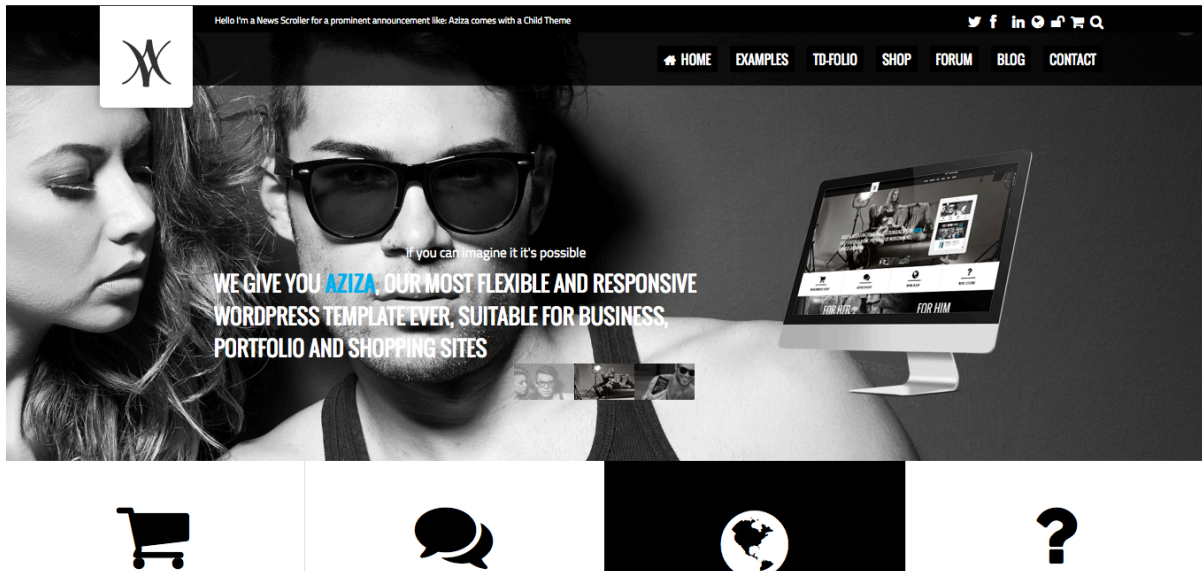 Hello I'm a News Scroller for a prominent announcement like: Aziza comes with a Child Theme
HOME EXAMPLES TD-FOLIO SHOP FORUM BLOG CONTACT
if you can imagine it it's possible
WE GIVE YOU AZIZA, OUR MOST FLEXIBLE AND RESPONSIVE
WORDPRESS TEMPLATE EVER, SUITABLE FOR BUSINESS,
PORTFOLIO AND SHOPPING SITES
FOR HER FOR HIM